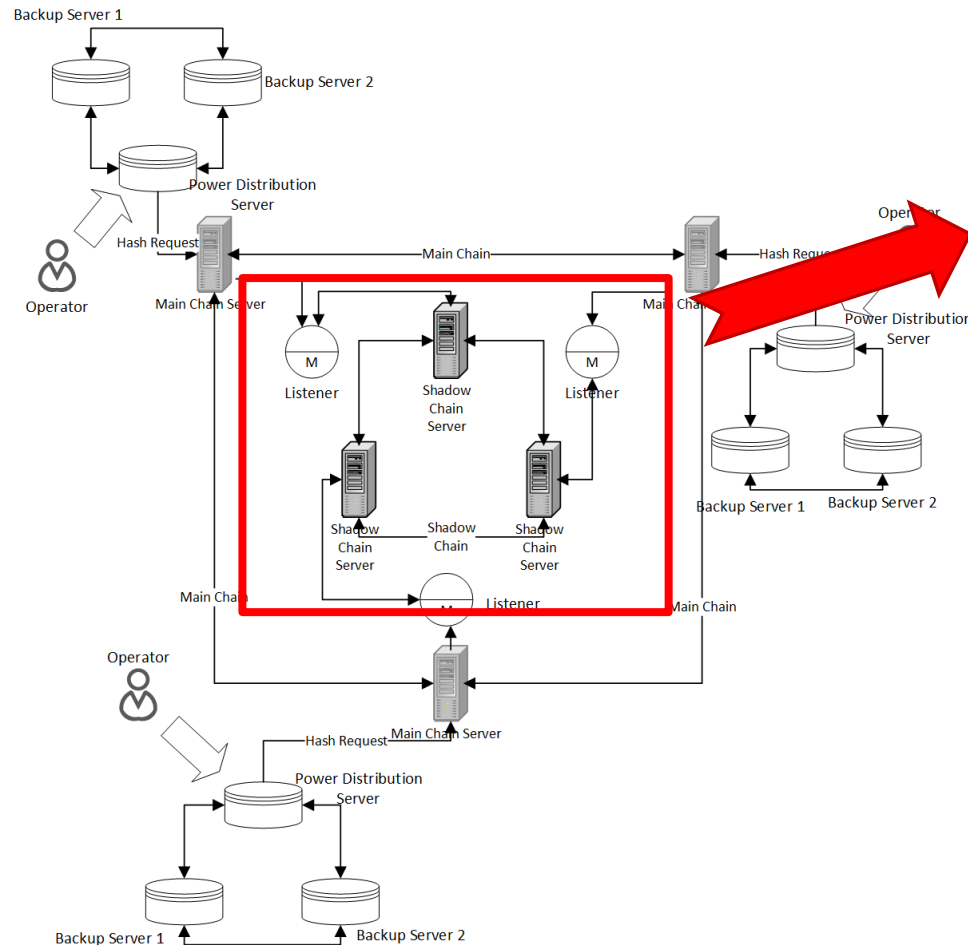 Backup Server 1
Backup Server 2
Power Distribution
Server
Hash Request
Operator
Main Chain Server
Main Chain
Main Chain
Hash
Operator
Power Distribution
Server
M
Listener
Shadow
Chain
Server
M
Listener
Backup Server 1
Backup Server 2
Shadow
Chain
Server
Shadow
Chain
Shadow
Chain
Server
Main Chain
Listener
Main Chain
Operator
Main Chain Server
Hash Request
Power Distribution
Server
Backup Server 1
Backup Server 2